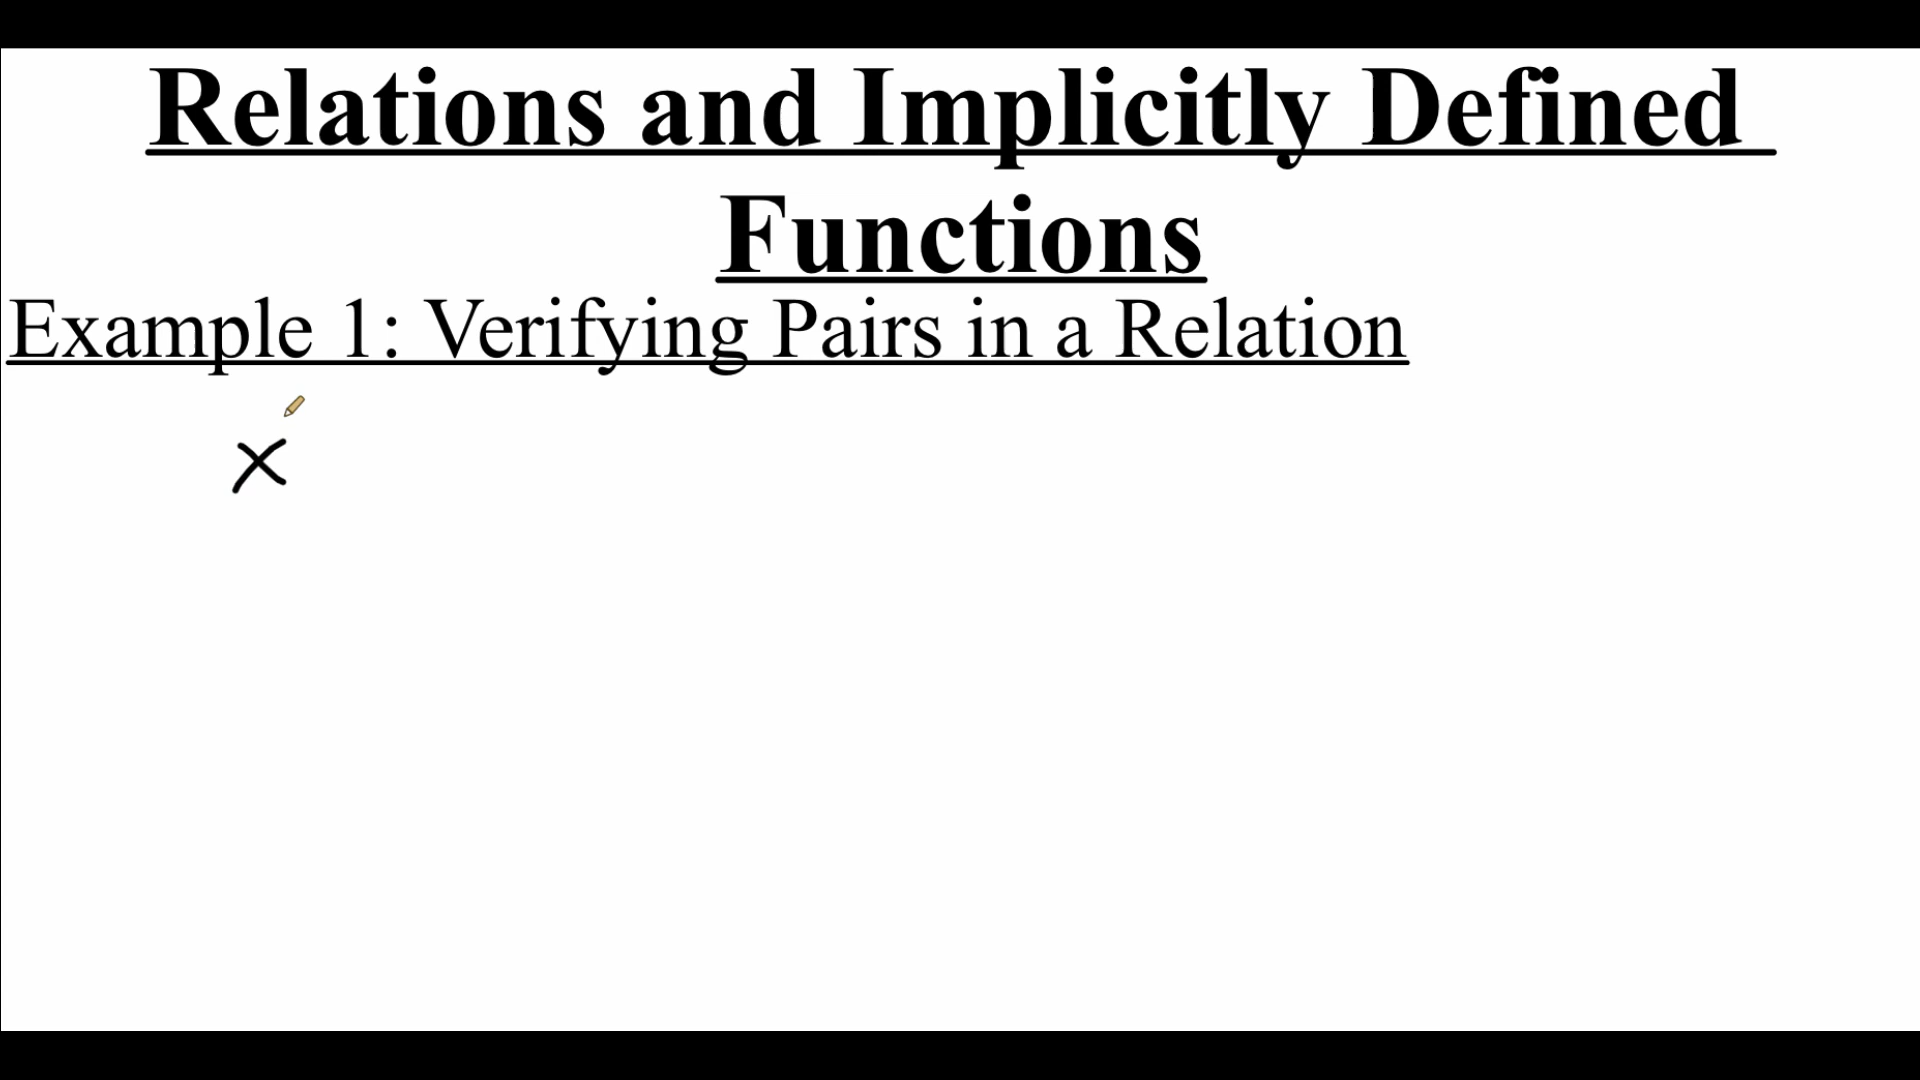 Relations and Implicitly Defined
Functions
Example 1: Verifying Pairs in a Relation
x